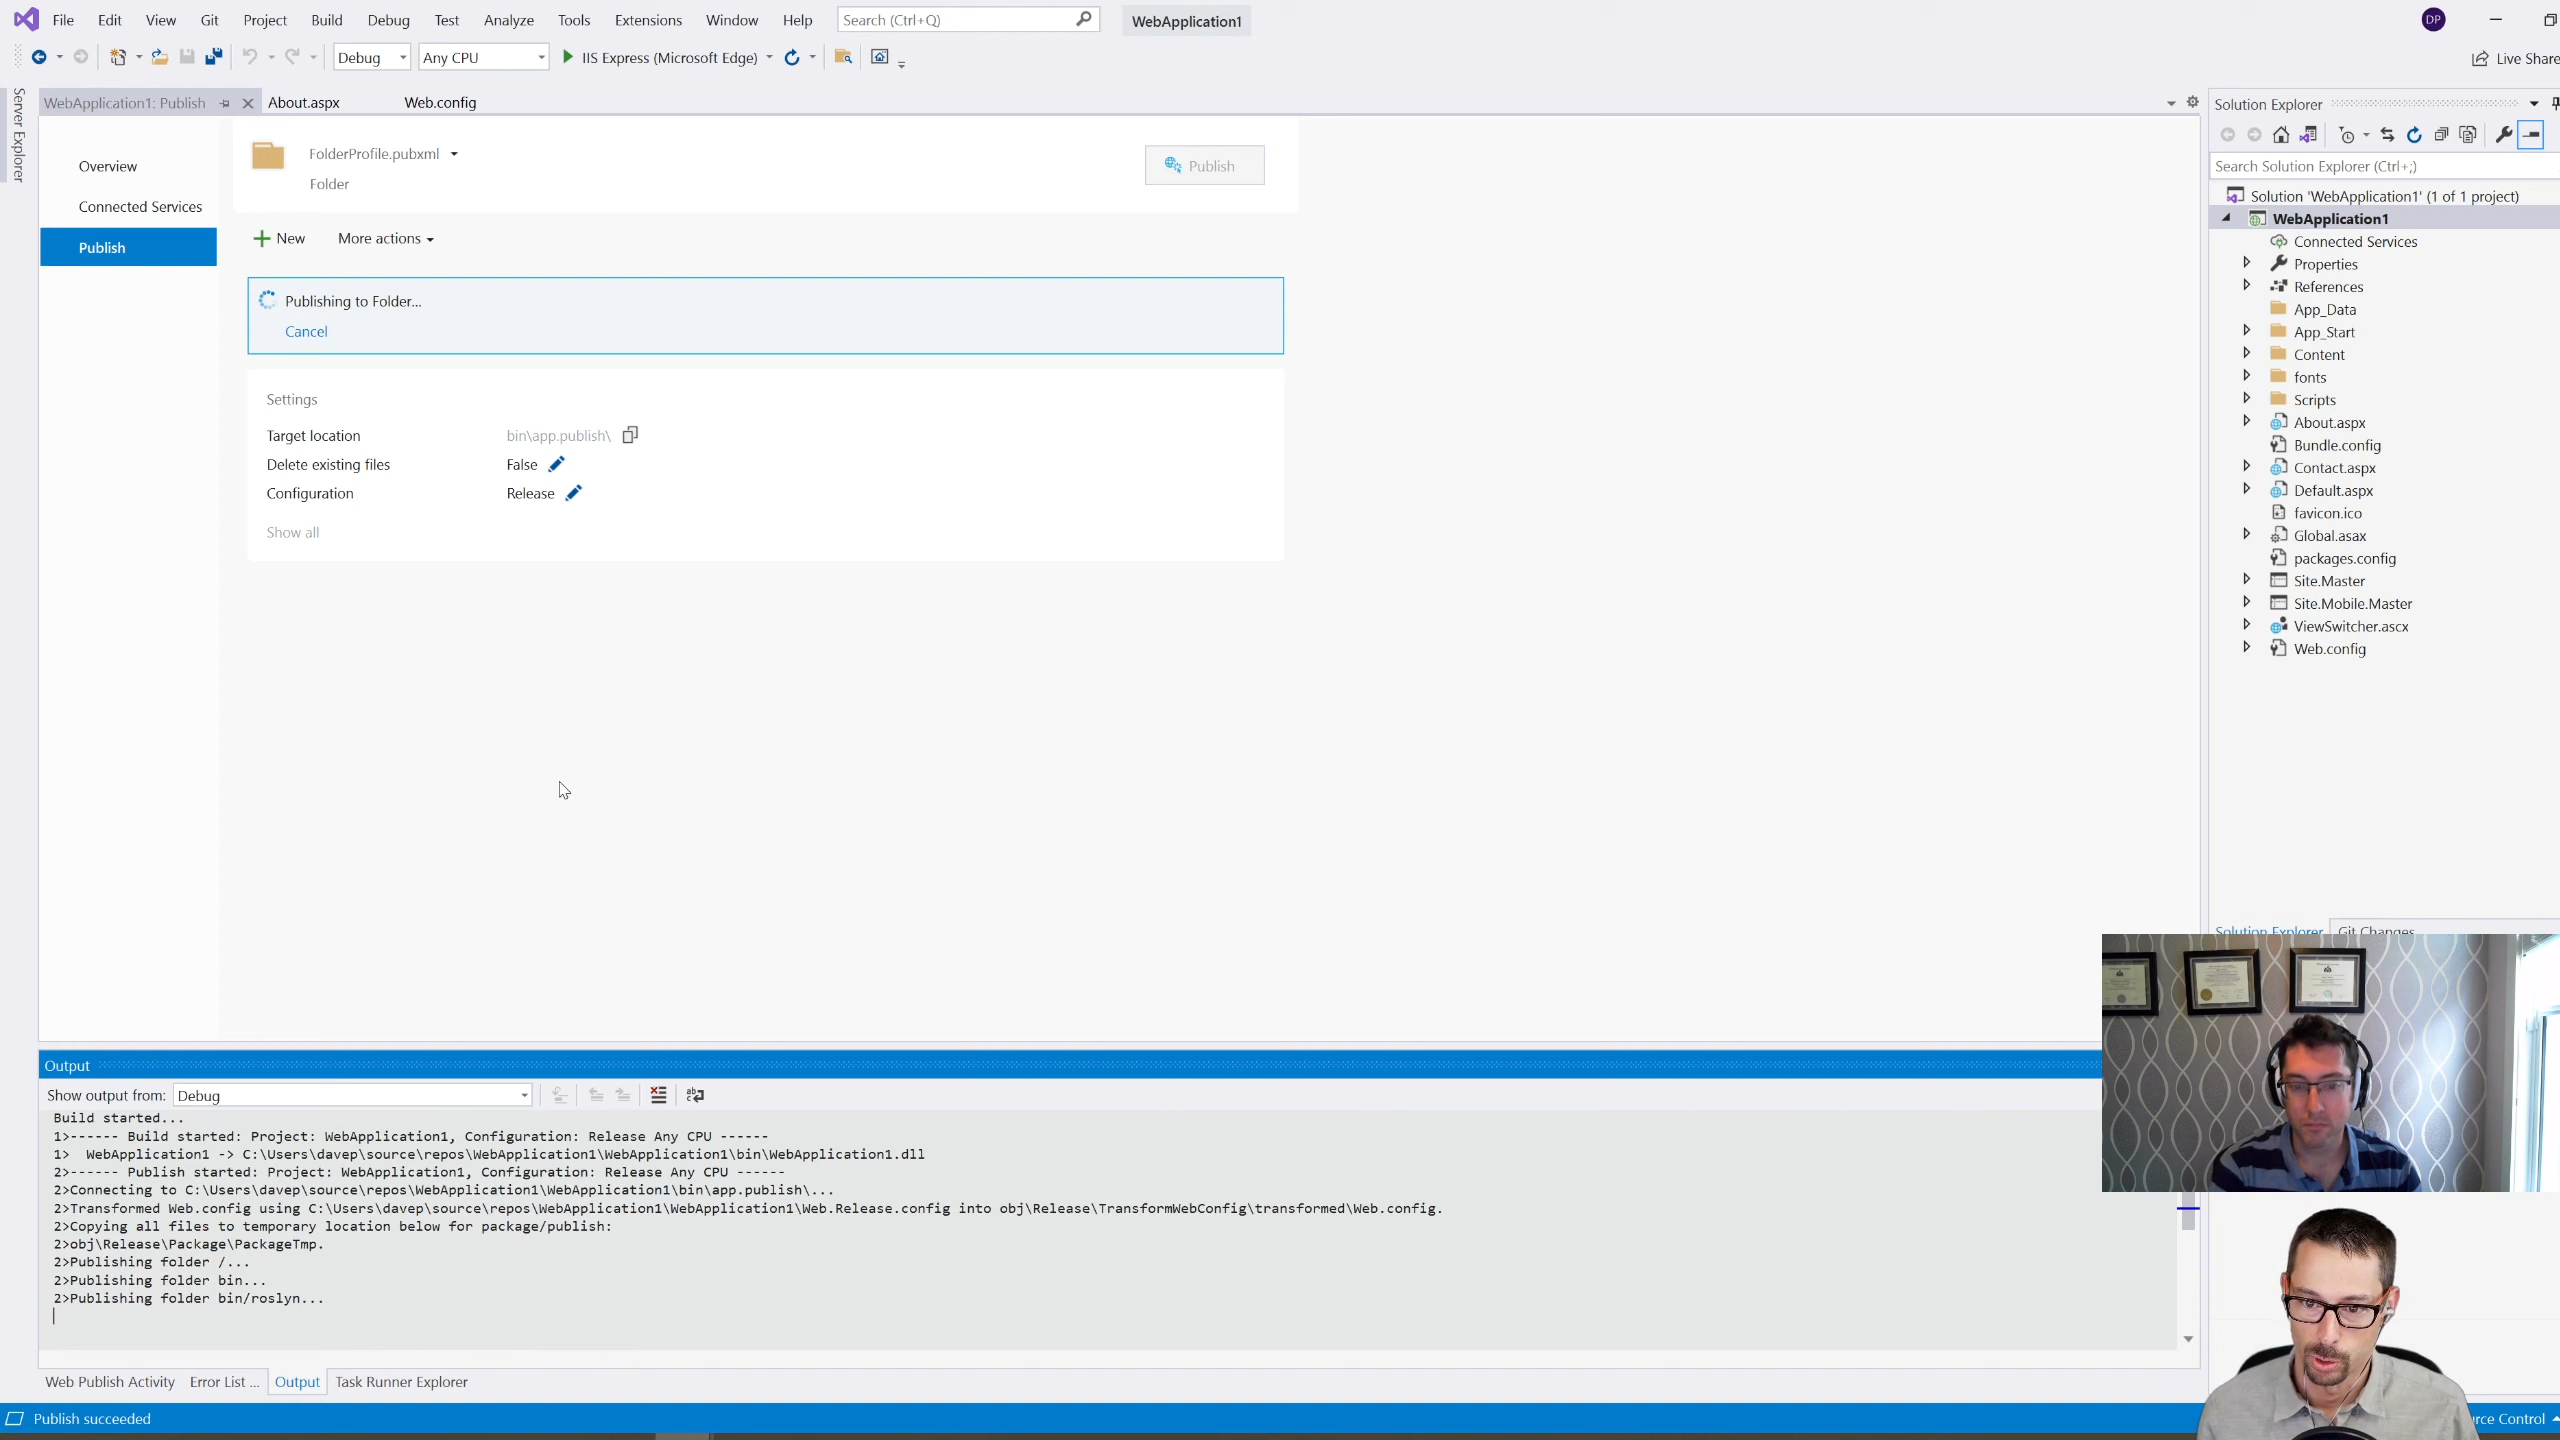 File Edit View Git Project Build Debug Test Analyze Tools Extensions Window Help Search (Ctrl+Q) WebApplication1 DP
Debug Any CPU IIS Express (Microsoft Edge) Live Share
Server Explorer
WebApplication1: Publish About.aspx Web.config
Overview
Connected Services
Publish
FolderProfile.pubxml
Folder
Publish
New More actions
Publishing to Folder...
Cancel
Settings
Target location bin\app.publish\
Delete existing files False
Configuration Release
Show all
Solution Explorer
Search Solution Explorer (Ctrl+;)
Solution 'WebApplication1' (1 of 1 project)
WebApplication1
Connected Services
Properties
References
App_Data
App_Start
Content
fonts
Scripts
About.aspx
Bundle.config
Contact.aspx
Default.aspx
favicon.ico
Global.asax
packages.config
Site.Master
Site.Mobile.Master
ViewSwitcher.ascx
Web.config
Solution Explorer Git Changes
Output
Show output from: Debug
Build started...
1>------ Build started: Project: WebApplication1, Configuration: Release Any CPU ------
1>  WebApplication1 -> C:\Users\davep\source\repos\WebApplication1\WebApplication1\bin\WebApplication1.dll
2>------ Publish started: Project: WebApplication1, Configuration: Release Any CPU ------
2>Connecting to C:\Users\davep\source\repos\WebApplication1\WebApplication1\bin\app.publish\...
2>Transformed Web.config using C:\Users\davep\source\repos\WebApplication1\WebApplication1\Web.Release.config into obj\Release\TransformWebConfig\transformed\Web.config.
2>Copying all files to temporary location below for package/publish:
2>obj\Release\Package\PackageTmp.
2>Publishing folder /...
2>Publishing folder bin...
2>Publishing folder bin/roslyn...
Web Publish Activity Error List ... Output Task Runner Explorer
Publish succeeded
Control